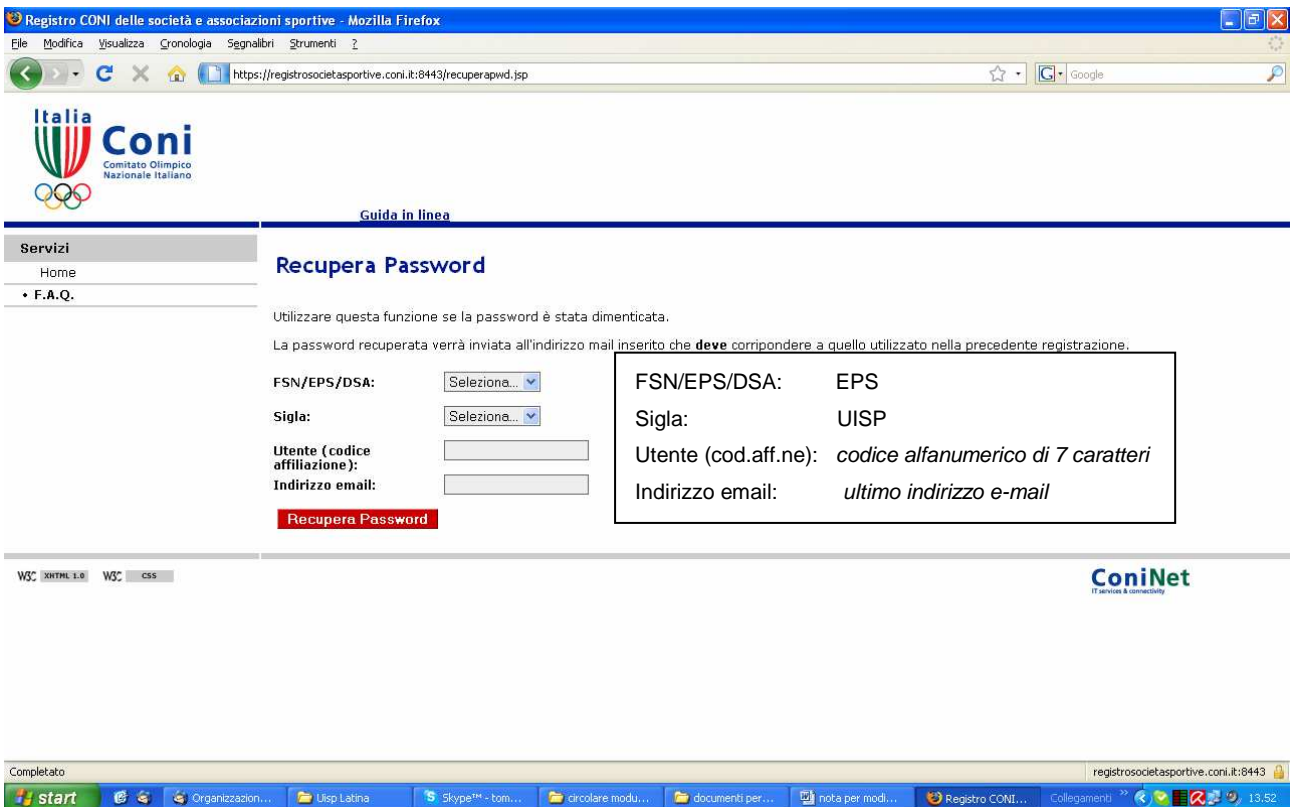 Registro CONI delle società e associazioni sportive - Mozilla Firefox
File Modifica Visualizza Cronologia Segnalibri Strumenti ?
https://registrosocietasportive.coni.it:8443/recuperapwd.jsp
G Google
Italia
Coni
Comitato Olimpico
Nazionale Italiano
Guida in linea
Servizi
Home
F.A.Q.
Recupera Password
Utilizzare questa funzione se la password è stata dimenticata.
La password recuperata verrà inviata all'indirizzo mail inserito che deve corripondere a quello utilizzato nella precedente registrazione.
FSN/EPS/DSA: Seleziona...
Sigla: Seleziona...
Utente (codice
affiliazione):
Indirizzo email:
Recupera Password
FSN/EPS/DSA: EPS
Sigla: UISP
Utente (cod.aff.ne): codice alfanumerico di 7 caratteri
Indirizzo email: ultimo indirizzo e-mail
W3C XHTML 1.0 W3C CSS
ConiNet
IT services & connectivity
Completato
registrosocietasportive.coni.it:8443
start Organizzazion... Uisp Latina Skype™ - tom... circolare modu... documenti per... nota per modi... Registro CONI... Collegamenti » 13.52